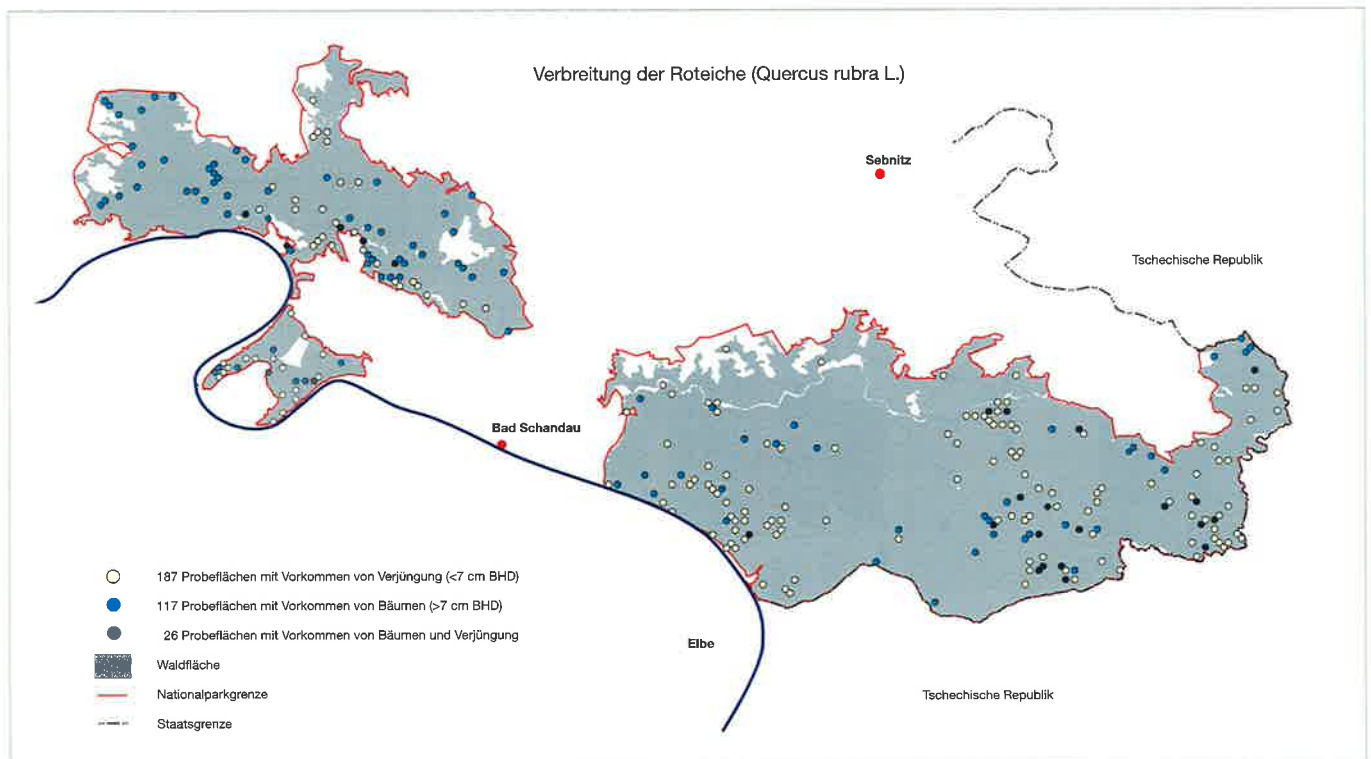 Verbreitung der Roteiche (Quercus rubra L.)
Sebnitz
Tschechische Republik
Bad Schandau
187 Probeflächen mit Vorkommen von Verjüngung (<7 cm BHD)
117 Probeflächen mit Vorkommen von Bäumen (>7 cm BHD)
26 Probeflächen mit Vorkommen von Bäumen und Verjüngung
Elbe
Waldfläche
Nationalparkgrenze
Tschechische Republik
Staatsgrenze